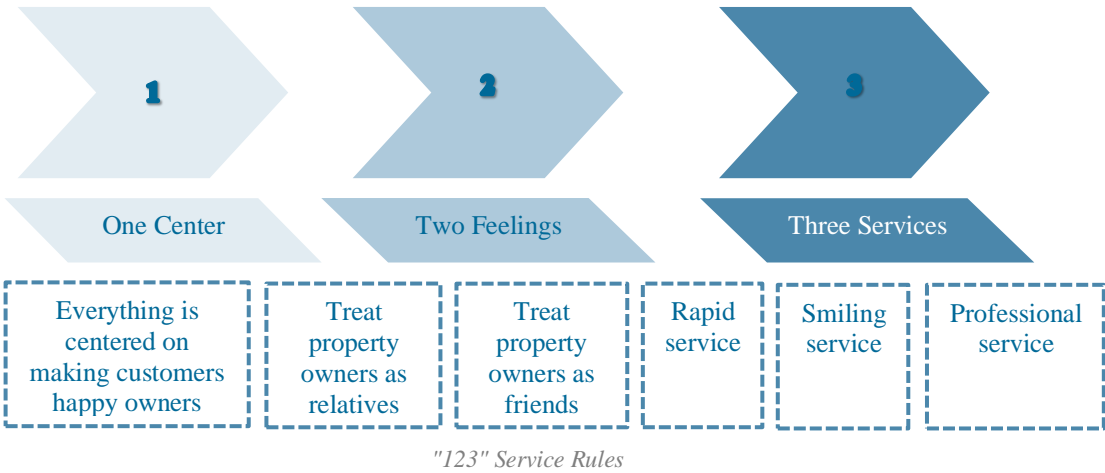 1
2
3
One Center
Two Feelings
Three Services
Everything is
centered on
making customers
happy owners
Treat
property
owners as
relatives
Treat
property
owners as
friends
Rapid
service
Smiling
service
Professional
service
"123" Service Rules